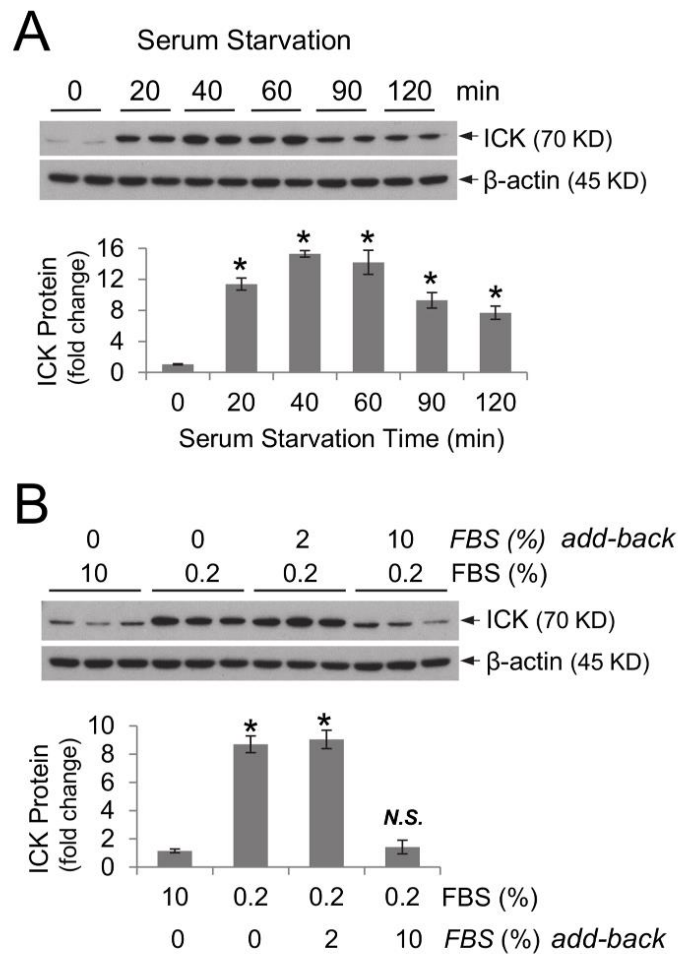 A
Serum Starvation
0 20 40 60 90 120 min
ICK (70 KD)
β-actin (45 KD)
ICK Protein
(fold change)
16
12
8
4
0
* * * * *
0 20 40 60 90 120
Serum Starvation Time (min)
B
0 0 2 10 FBS (%) add-back
10 0.2 0.2 0.2 FBS (%)
ICK (70 KD)
β-actin (45 KD)
ICK Protein
(fold change)
10
8
6
4
2
0
* * N.S.
10 0.2 0.2 0.2 FBS (%)
0 0 2 10 FBS (%) add-back